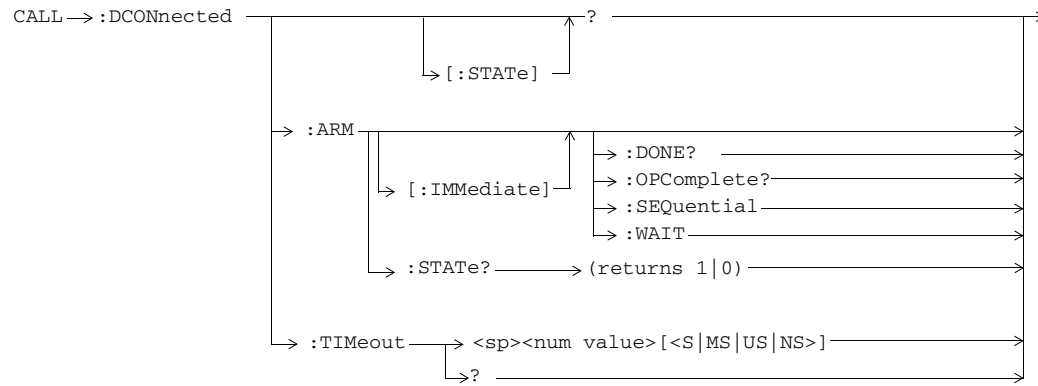 CALL :DCONnected ?
[:STATe]
:ARM
:DONE?
[:IMMediate] :OPComplete?
:SEQuential
:WAIT
:STATe? (returns 1|0)
:TIMeout <sp><num value>[<S|MS|US|NS>]
?